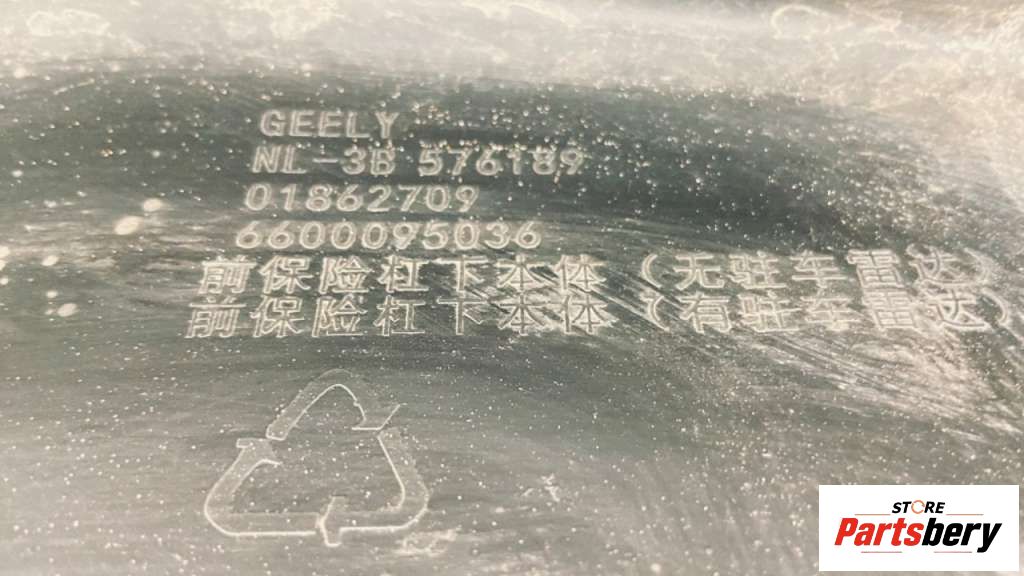 GEELY
NL-3B 576189
01862709
6600095036
前保险杠下本体（无驻车雷达）
前保险杠下本体（有驻车雷达）
STORE
Partsbery